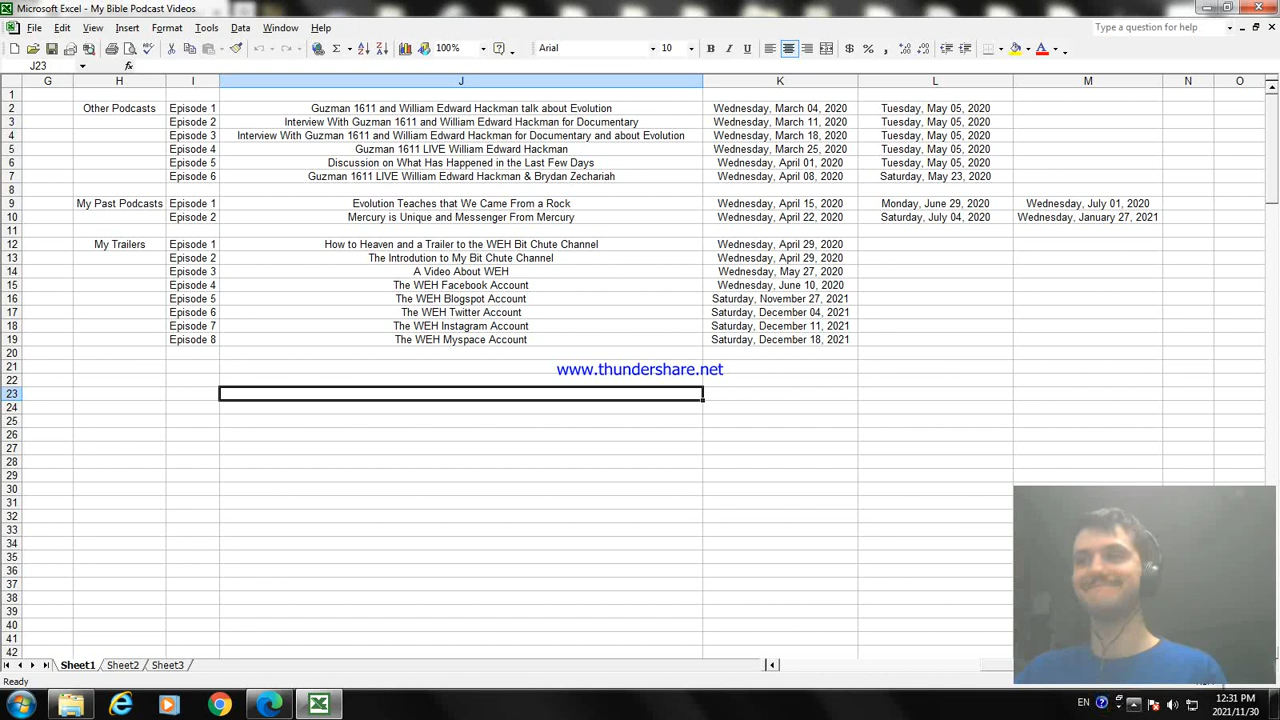 Microsoft Excel - My Bible Podcast Videos
File Edit View Insert Format Tools Data Window Help Type a question for help
100% Arial 10 B I U $ % ,
J23 fx
G H I J K L M N O
1
2 Other Podcasts Episode 1 Guzman 1611 and William Edward Hackman talk about Evolution Wednesday, March 04, 2020 Tuesday, May 05, 2020
3 Episode 2 Interview With Guzman 1611 and William Edward Hackman for Documentary Wednesday, March 11, 2020 Tuesday, May 05, 2020
4 Episode 3 Interview With Guzman 1611 and William Edward Hackman for Documentary and about Evolution Wednesday, March 18, 2020 Tuesday, May 05, 2020
5 Episode 4 Guzman 1611 LIVE William Edward Hackman Wednesday, March 25, 2020 Tuesday, May 05, 2020
6 Episode 5 Discussion on What Has Happened in the Last Few Days Wednesday, April 01, 2020 Tuesday, May 05, 2020
7 Episode 6 Guzman 1611 LIVE William Edward Hackman & Brydan Zechariah Wednesday, April 08, 2020 Saturday, May 23, 2020
8
9 My Past Podcasts Episode 1 Evolution Teaches that We Came From a Rock Wednesday, April 15, 2020 Monday, June 29, 2020 Wednesday, July 01, 2020
10 Episode 2 Mercury is Unique and Messenger From Mercury Wednesday, April 22, 2020 Saturday, July 04, 2020 Wednesday, January 27, 2021
11
12 My Trailers Episode 1 How to Heaven and a Trailer to the WEH Bit Chute Channel Wednesday, April 29, 2020
13 Episode 2 The Introdution to My Bit Chute Channel Wednesday, April 29, 2020
14 Episode 3 A Video About WEH Wednesday, May 27, 2020
15 Episode 4 The WEH Facebook Account Wednesday, June 10, 2020
16 Episode 5 The WEH Blogspot Account Saturday, November 27, 2021
17 Episode 6 The WEH Twitter Account Saturday, December 04, 2021
18 Episode 7 The WEH Instagram Account Saturday, December 11, 2021
19 Episode 8 The WEH Myspace Account Saturday, December 18, 2021
20
21 www.thundershare.net
22
23
24
25
26
27
28
29
30
31
32
33
34
35
36
37
38
39
40
41
42
Sheet1 Sheet2 Sheet3
Ready
EN 12:31 PM
2021/11/30